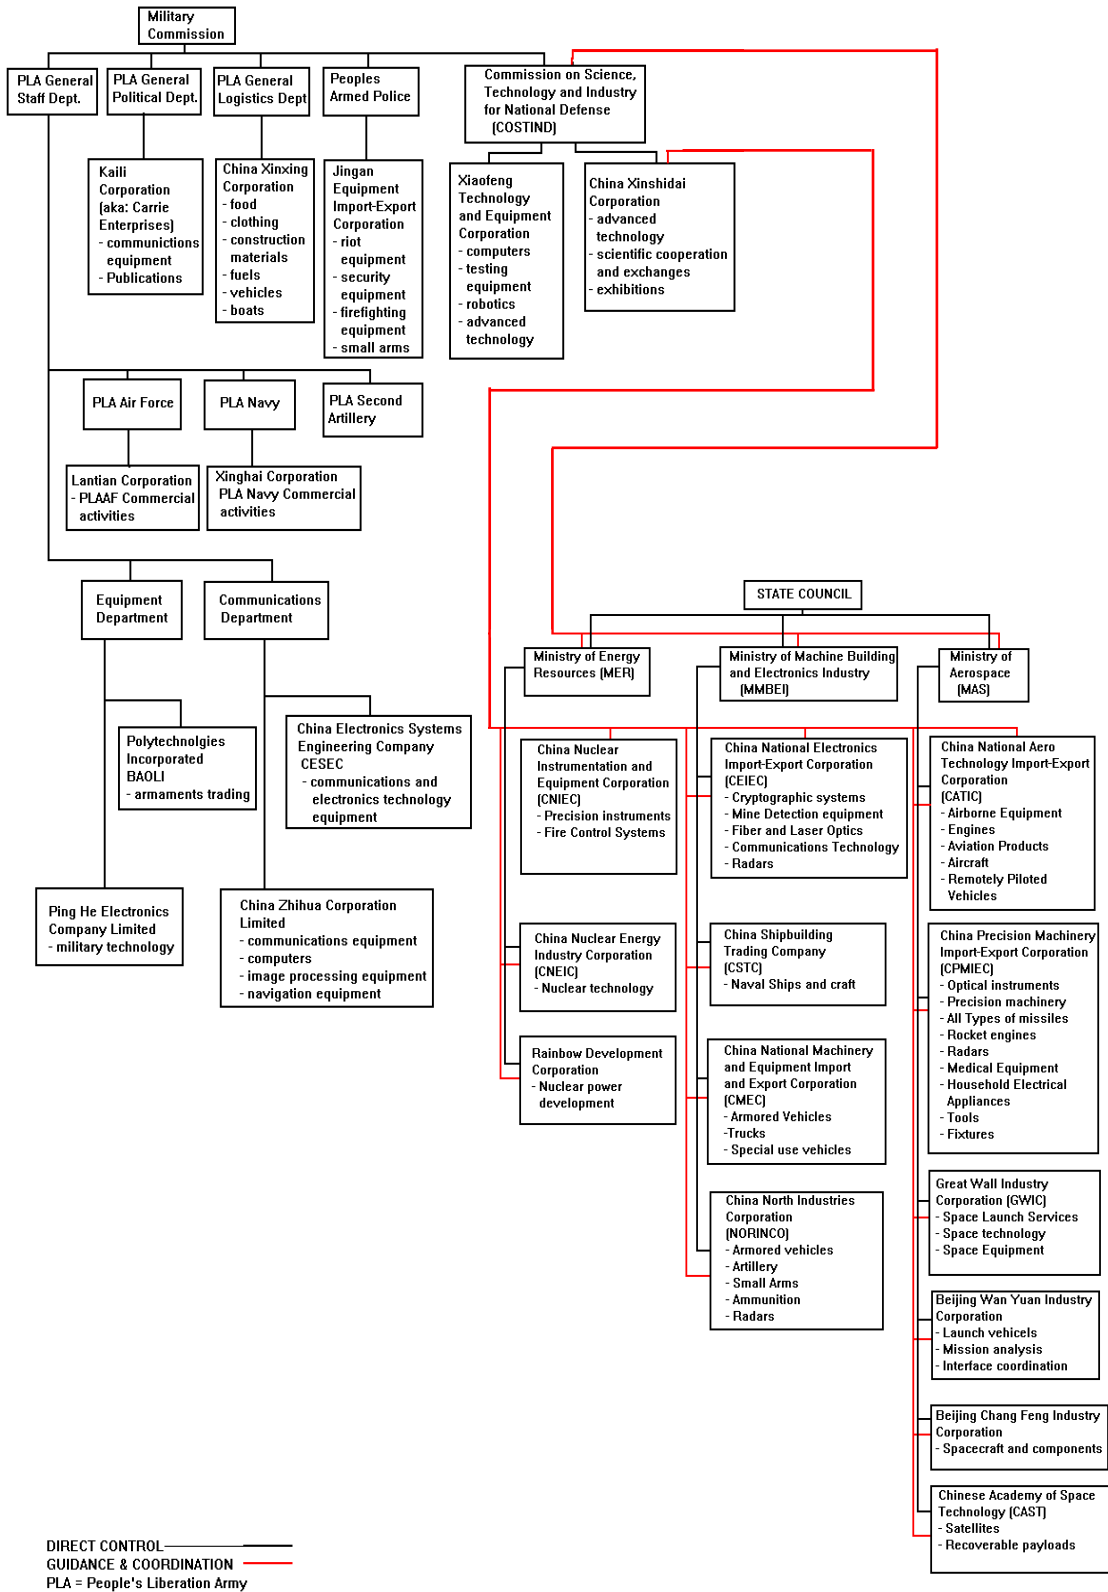 Military
Commission
PLA General
Staff Dept.
PLA General
Political Dept.
PLA General
Logistics Dept
Peoples
Armed Police
Commission on Science,
Technology and Industry
for National Defense
(COSTIND)
Kaili
Corporation
(aka: Carrie
Enterprises)
- communictions
equipment
- Publications
China Xinxing
Corporation
- food
- clothing
- construction
materials
- fuels
- vehicles
- boats
Jingan
Equipment
Import-Export
Corporation
- riot
equipment
- security
equipment
- firefighting
equipment
- small arms
Xiaofeng
Technology
and Equipment
Corporation
- computers
- testing
equipment
- robotics
- advanced
technology
China Xinshidai
Corporation
- advanced
technology
- scientific cooperation
and exchanges
- exhibitions
PLA Air Force
PLA Navy
PLA Second
Artillery
Lantian Corporation
- PLAAF Commercial
activities
Xinghai Corporation
PLA Navy Commercial
activities
Equipment
Department
Communications
Department
Polytechnolgies
Incorporated
BAOLI
- armaments trading
China Electronics Systems
Engineering Company
CESEC
- communications and
electronics technology
equipment
Ping He Electronics
Company Limited
- military technology
China Zhihua Corporation
Limited
- communications equipment
- computers
- image processing equipment
- navigation equipment
STATE COUNCIL
Ministry of Energy
Resources (MER)
Ministry of Machine Building
and Electronics Industry
(MMBEI)
Ministry of
Aerospace
(MAS)
China Nuclear
Instrumentation and
Equipment Corporation
(CNIEC)
- Precision instruments
- Fire Control Systems
China Nuclear Energy
Industry Corporation
(CNEIC)
- Nuclear technology
Rainbow Development
Corporation
- Nuclear power
development
China National Electronics
Import-Export Corporation
(CEIEC)
- Cryptographic systems
- Mine Detection equipment
- Fiber and Laser Optics
- Communications Technology
- Radars
China Shipbuilding
Trading Company
(CSTC)
- Naval Ships and craft
China National Machinery
and Equipment Import
and Export Corporation
(CMEC)
- Armored Vehicles
-Trucks
- Special use vehicles
China North Industries
Corporation
(NORINCO)
- Armored vehicles
- Artillery
- Small Arms
- Ammunition
- Radars
China National Aero
Technology Import-Export
Corporation
(CATIC)
- Airborne Equipment
- Engines
- Aviation Products
- Aircraft
- Remotely Piloted
Vehicles
China Precision Machinery
Import-Export Corporation
(CPMIEC)
- Optical instruments
- Precision machinery
- All Types of missiles
- Rocket engines
- Radars
- Medical Equipment
- Household Electrical
Appliances
- Tools
- Fixtures
Great Wall Industry
Corporation (GWIC)
- Space Launch Services
- Space technology
- Space Equipment
Beijing Wan Yuan Industry
Corporation
- Launch vehicels
- Mission analysis
- Interface coordination
Beijing Chang Feng Industry
Corporation
- Spacecraft and components
Chinese Academy of Space
Technology (CAST)
- Satellites
- Recoverable payloads
DIRECT CONTROL
GUIDANCE & COORDINATION
PLA = People's Liberation Army